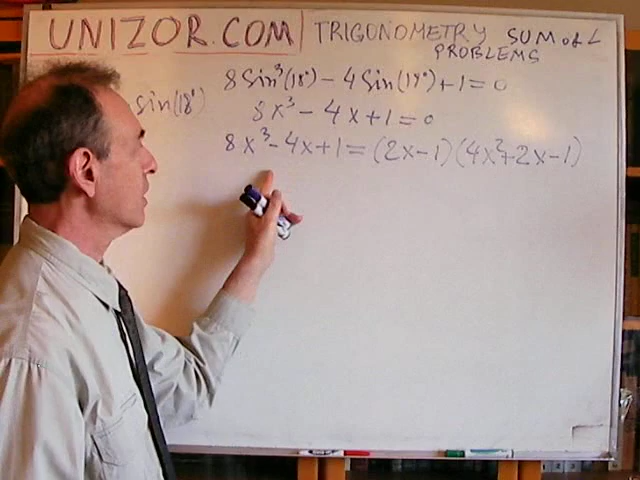 UNIZOR.COM
TRIGONOMETRY SUM of L
PROBLEMS
8 Sin³(18°) - 4 Sin(18°) + 1 = 0
sin(18°)
8x³ - 4x + 1 = 0
8x³ - 4x + 1 = (2x - 1)(4x² + 2x - 1)